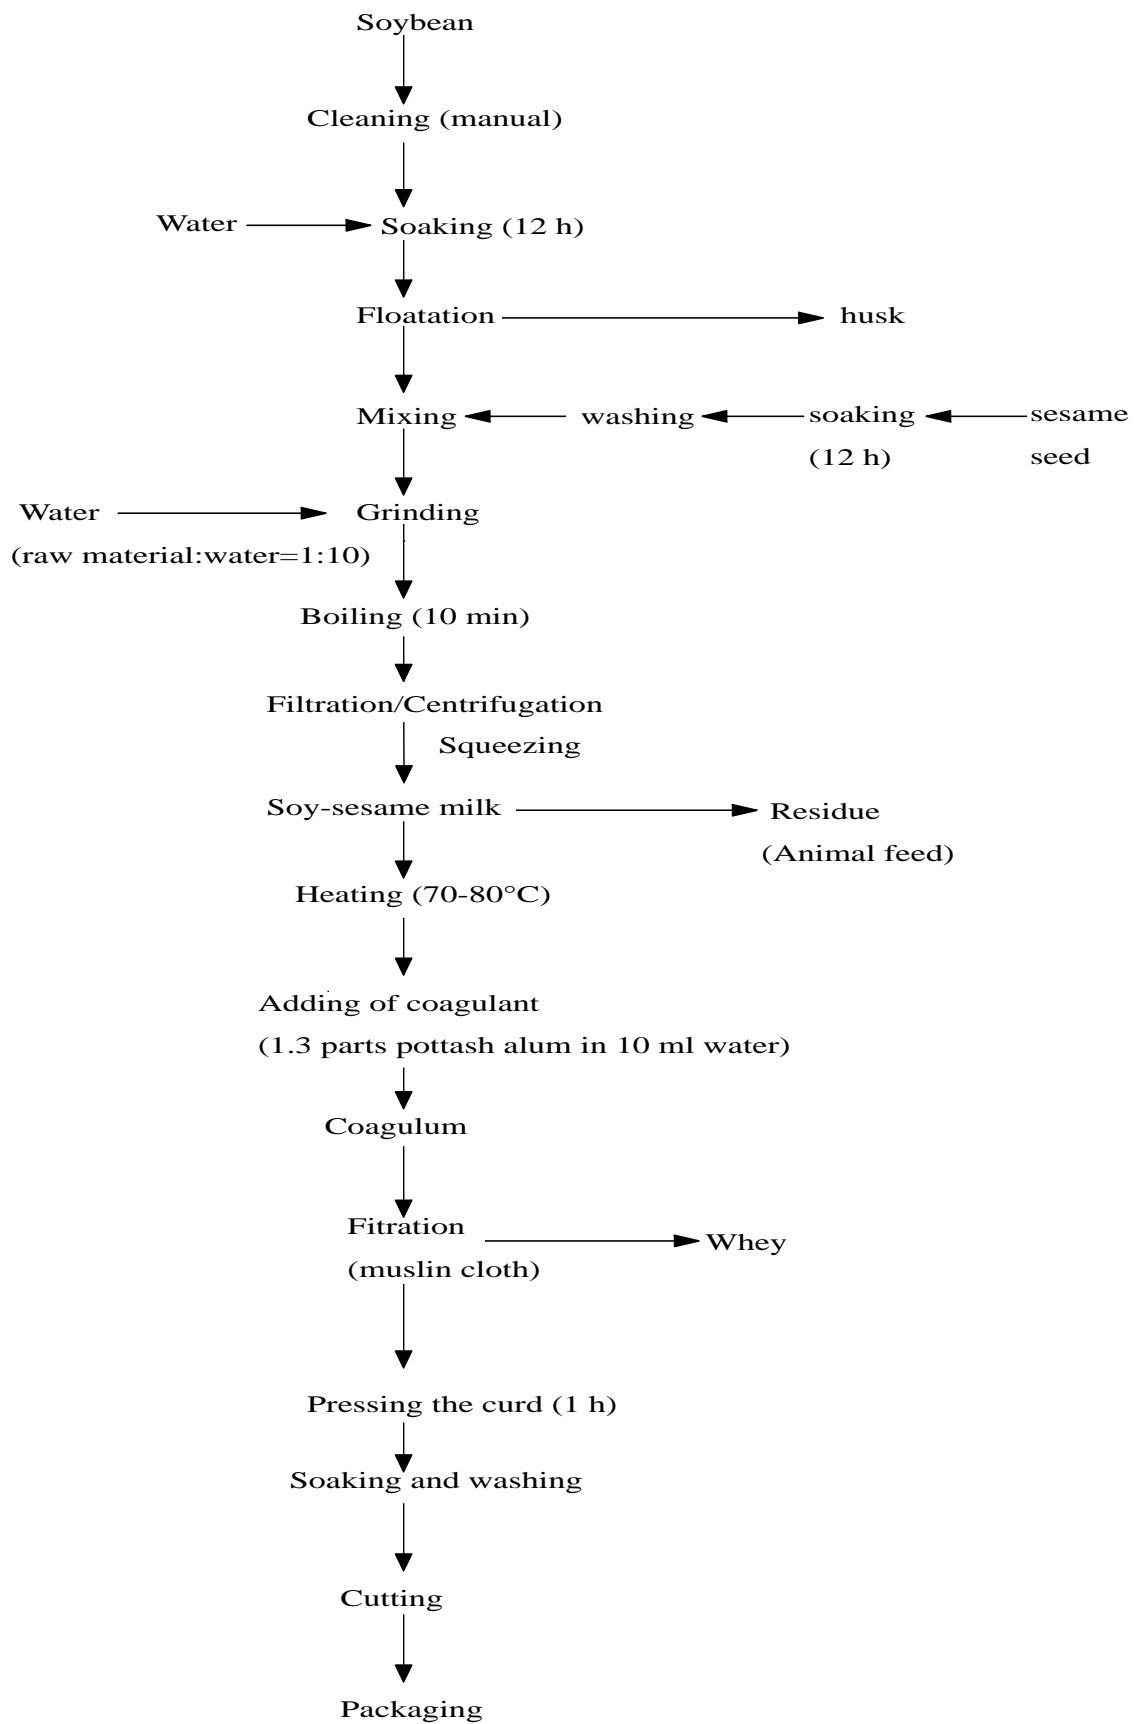 Soybean
Cleaning (manual)
Water
Soaking (12 h)
Floatation
husk
Mixing
washing
soaking
(12 h)
sesame
seed
Water
(raw material:water=1:10)
Grinding
Boiling (10 min)
Filtration/Centrifugation
Squeezing
Soy-sesame milk
Residue
(Animal feed)
Heating (70-80°C)
Adding of coagulant
(1.3 parts pottash alum in 10 ml water)
Coagulum
Fitration
(muslin cloth)
Whey
Pressing the curd (1 h)
Soaking and washing
Cutting
Packaging